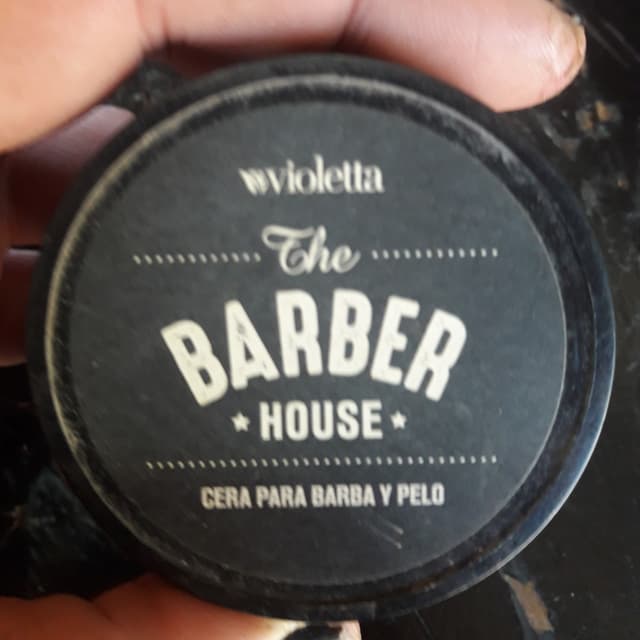 violetta
The
BARBER
HOUSE
CERA PARA BARBA Y PELO